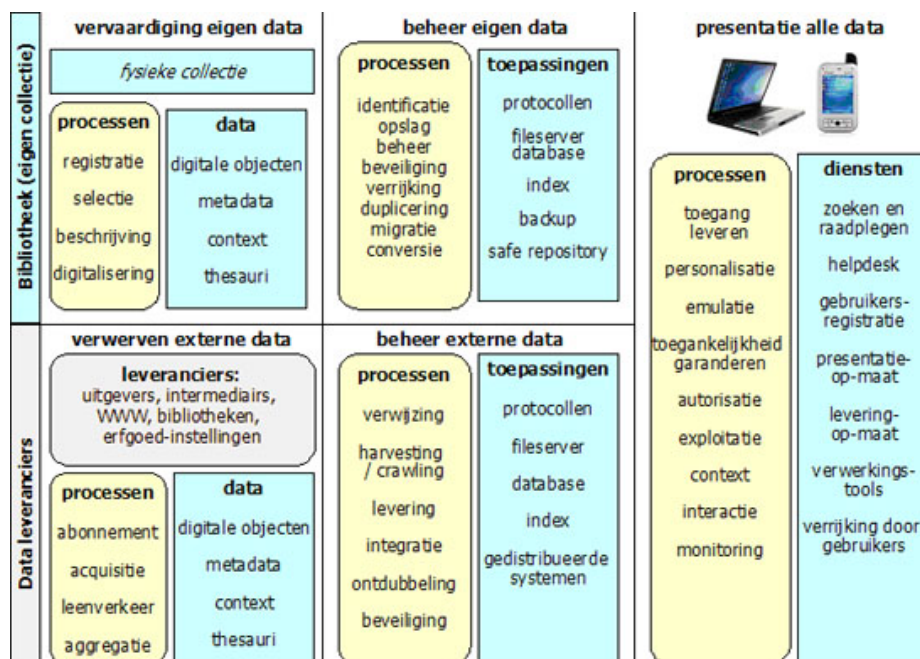 vervaardiging eigen data
fysieke collectie
processen
registratie
selectie
beschrijving
digitalisering
data
digitale objecten
metadata
context
thesauri
beheer eigen data
processen
identificatie
opslag
beheer
beveiliging
verrijking
duplicering
migratie
conversie
toepassingen
protocollen
fileserver
database
index
backup
safe repository
presentatie alle data
processen
toegang
leveren
personalisatie
emulatie
toegankelijkheid
garanderen
autorisatie
exploitatie
context
interactie
monitoring
diensten
zoeken en
raadplegen
helpdesk
gebruikers-
registratie
presentatie-
op-maat
levering-
op-maat
verwerkings-
tools
verrijking door
gebruikers
Bibliotheek (eigen collectie)
verwerven externe data
leveranciers:
uitgevers, intermediairs,
WWW, bibliotheken,
erfgoed-instellingen
processen
abonnement
acquisitie
leenverkeer
aggregatie
data
digitale objecten
metadata
context
thesauri
beheer externe data
processen
verwijzing
harvesting
/ crawling
levering
integratie
ontdubbeling
beveiliging
toepassingen
protocollen
fileserver
database
index
gedistribueerde
systemen
Data leveranciers